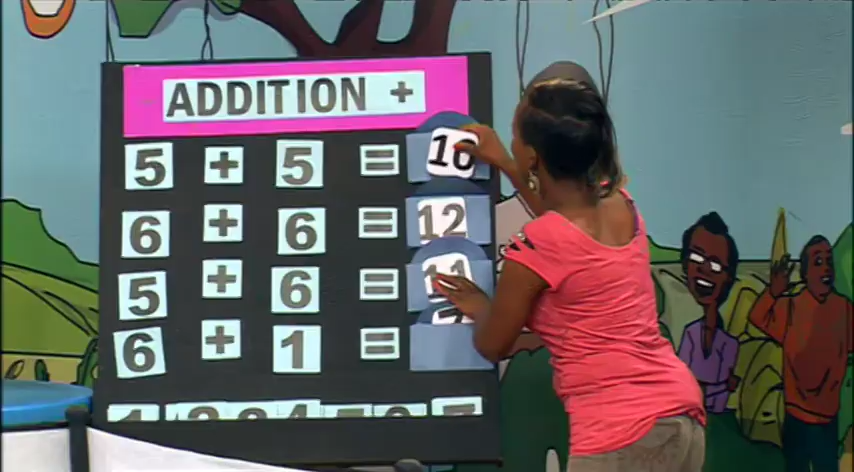 ADDITION +
5 + 5 = 10
6 + 6 = 12
5 + 6 = 11
6 + 1 =